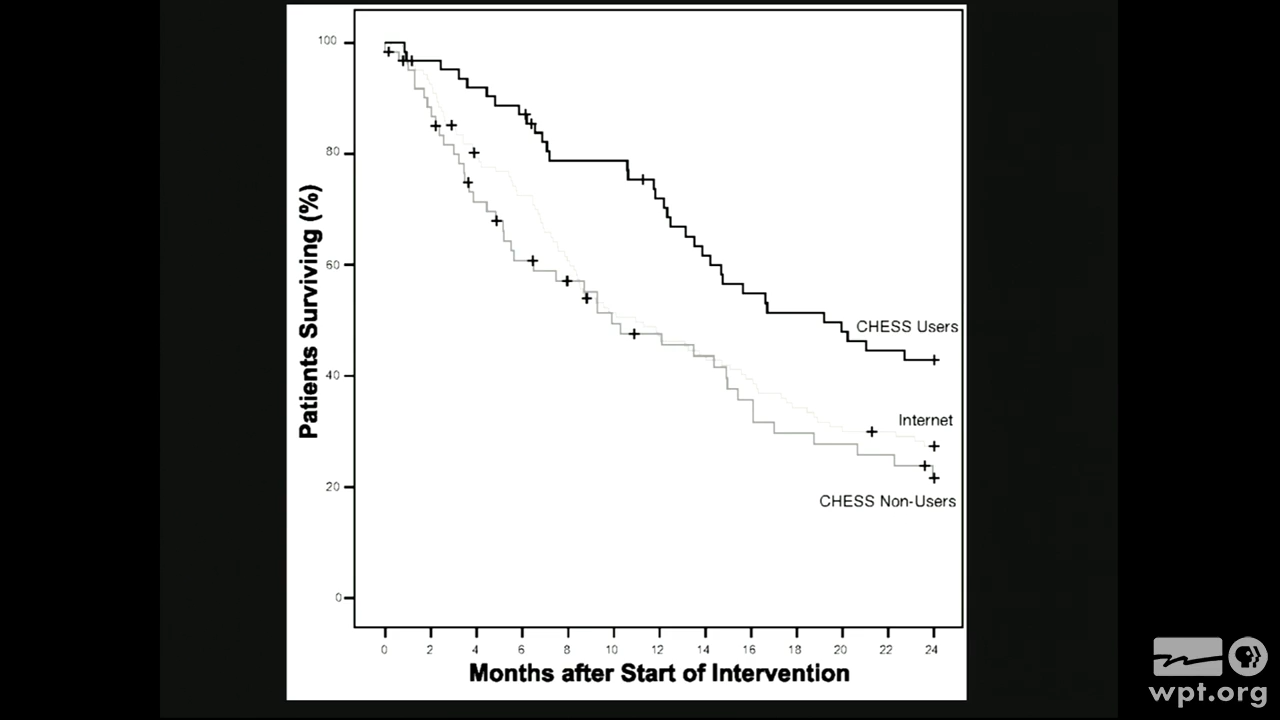 100
80
60
40
20
0
Patients Surviving (%)
CHESS Users
Internet
CHESS Non-Users
0 2 4 6 8 10 12 14 16 18 20 22 24
Months after Start of Intervention
wpt.org